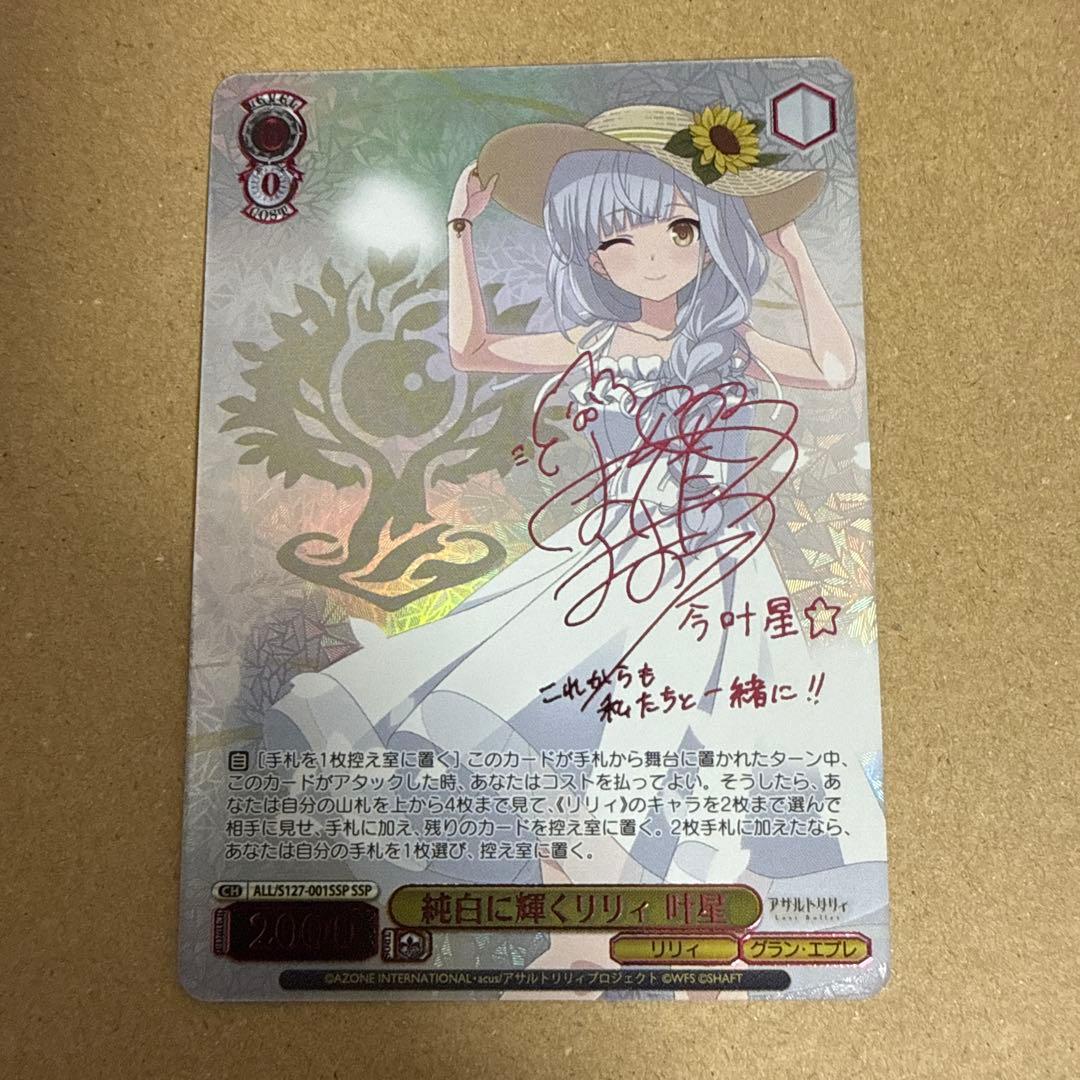 LEVEL
0
0
COST
今叶星☆
これからも
私たちと一緒に!!
自 [手札を1枚控え室に置く] このカードが手札から舞台に置かれたターン中、
このカードがアタックした時、あなたはコストを払ってよい。そうしたら、あ
なたは自分の山札を上から4枚まで見て、《リリィ》のキャラを2枚まで選んで
相手に見せ、手札に加え、残りのカードを控え室に置く。2枚手札に加えたなら、
あなたは自分の手札を1枚選び、控え室に置く。
CH ALL/S127-001SSP SSP
2000
純白に輝くリリィ 叶星
アサルトリリィ
Last Bullet
リリィ
グラン・エプレ
©AZONE INTERNATIONAL・acus/アサルトリリィプロジェクト ©WFS ©SHAFT